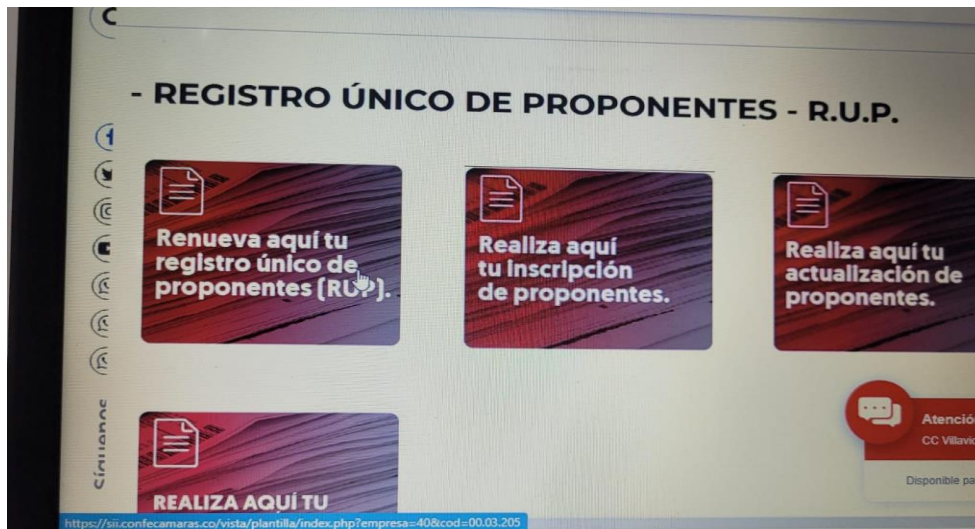 - REGISTRO ÚNICO DE PROPONENTES - R.U.P.
Renueva aquí tu
registro único de
proponentes (RUP).
Realiza aquí
tu inscripción
de proponentes.
Realiza aquí tu
actualización de
proponentes.
REALIZA AQUÍ TU
Síguenos
Atenció
CC Villavic
Disponible pa
https://sii.confecamaras.co/vista/plantilla/index.php?empresa=40&cod=00.03.205